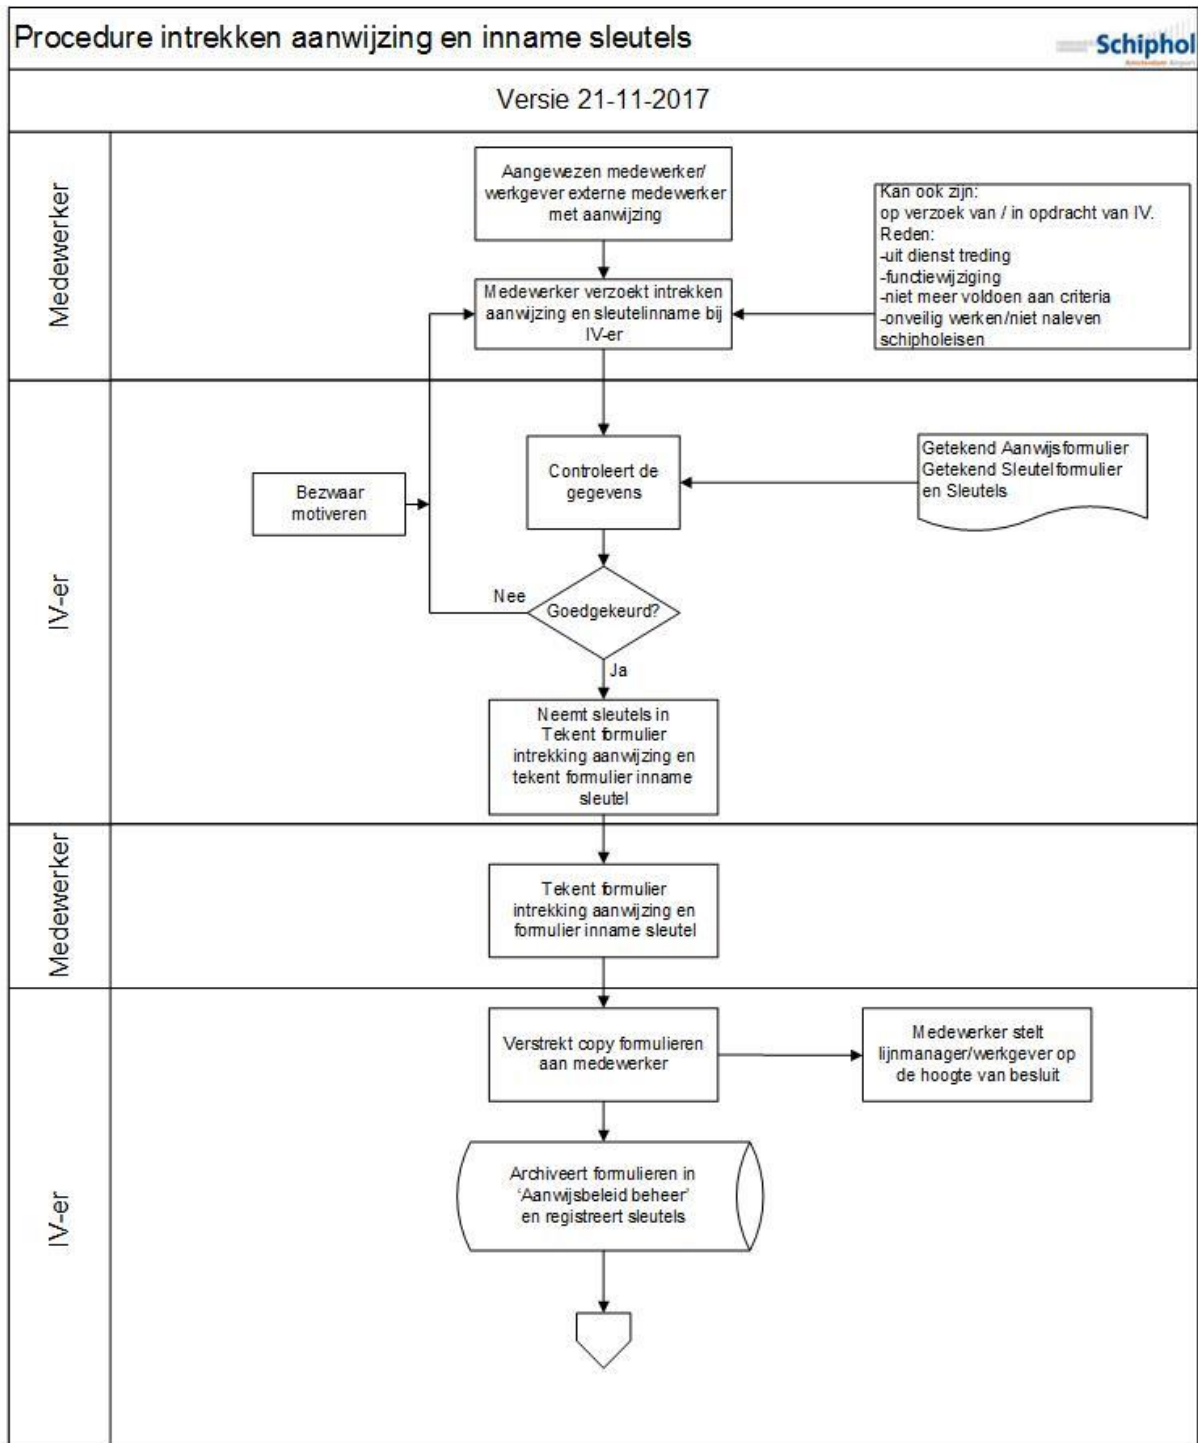 Procedure intrekken aanwijzing en inname sleutels
Schiphol
Amsterdam Airport
Versie 21-11-2017
Medewerker
Aangewezen medewerker/
werkgever externe medewerker
met aanwijzing
Kan ook zijn:
op verzoek van / in opdracht van IV.
Reden:
-uit dienst treding
-functiewijziging
-niet meer voldoen aan criteria
-onveilig werken/niet naleven
schipholeisen
Medewerker verzoekt intrekken
aanwijzing en sleutelinname bij
IV-er
IV-er
Controleert de
gegevens
Getekend Aanwijsformulier
Getekend Sleutelformulier
en Sleutels
Bezwaar
motiveren
Nee
Goedgekeurd?
Ja
Neemt sleutels in
Tekent formulier
intrekking aanwijzing en
tekent formulier inname
sleutel
Medewerker
Tekent formulier
intrekking aanwijzing en
formulier inname sleutel
IV-er
Verstrekt copy formulieren
aan medewerker
Medewerker stelt
lijnmanager/werkgever op
de hoogte van besluit
Archiveert formulieren in
‘Aanwijsbeleid beheer’
en registreert sleutels